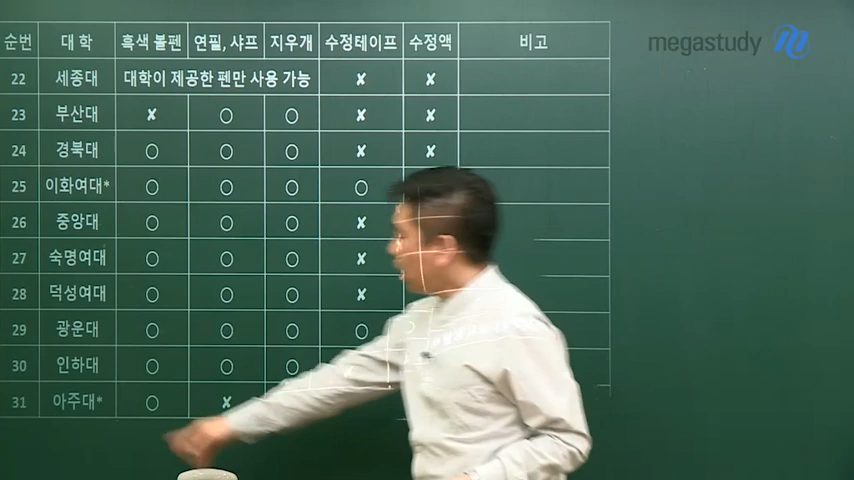 megastudy
순번 대 학 흑색 볼펜 연필, 샤프 지우개 수정테이프 수정액 비고
22 세종대 대학이 제공한 펜만 사용 가능 ✘ ✘
23 부산대 ✘ ○ ○ ✘ ✘
24 경북대 ○ ○ ○ ✘ ✘
25 이화여대* ○ ○ ○ ○
26 중앙대 ○ ○ ○ ✘
27 숙명여대 ○ ○ ○ ✘
28 덕성여대 ○ ○ ○ ✘
29 광운대 ○ ○ ○ ○
30 인하대 ○ ○ ○
31 아주대* ○ ✘